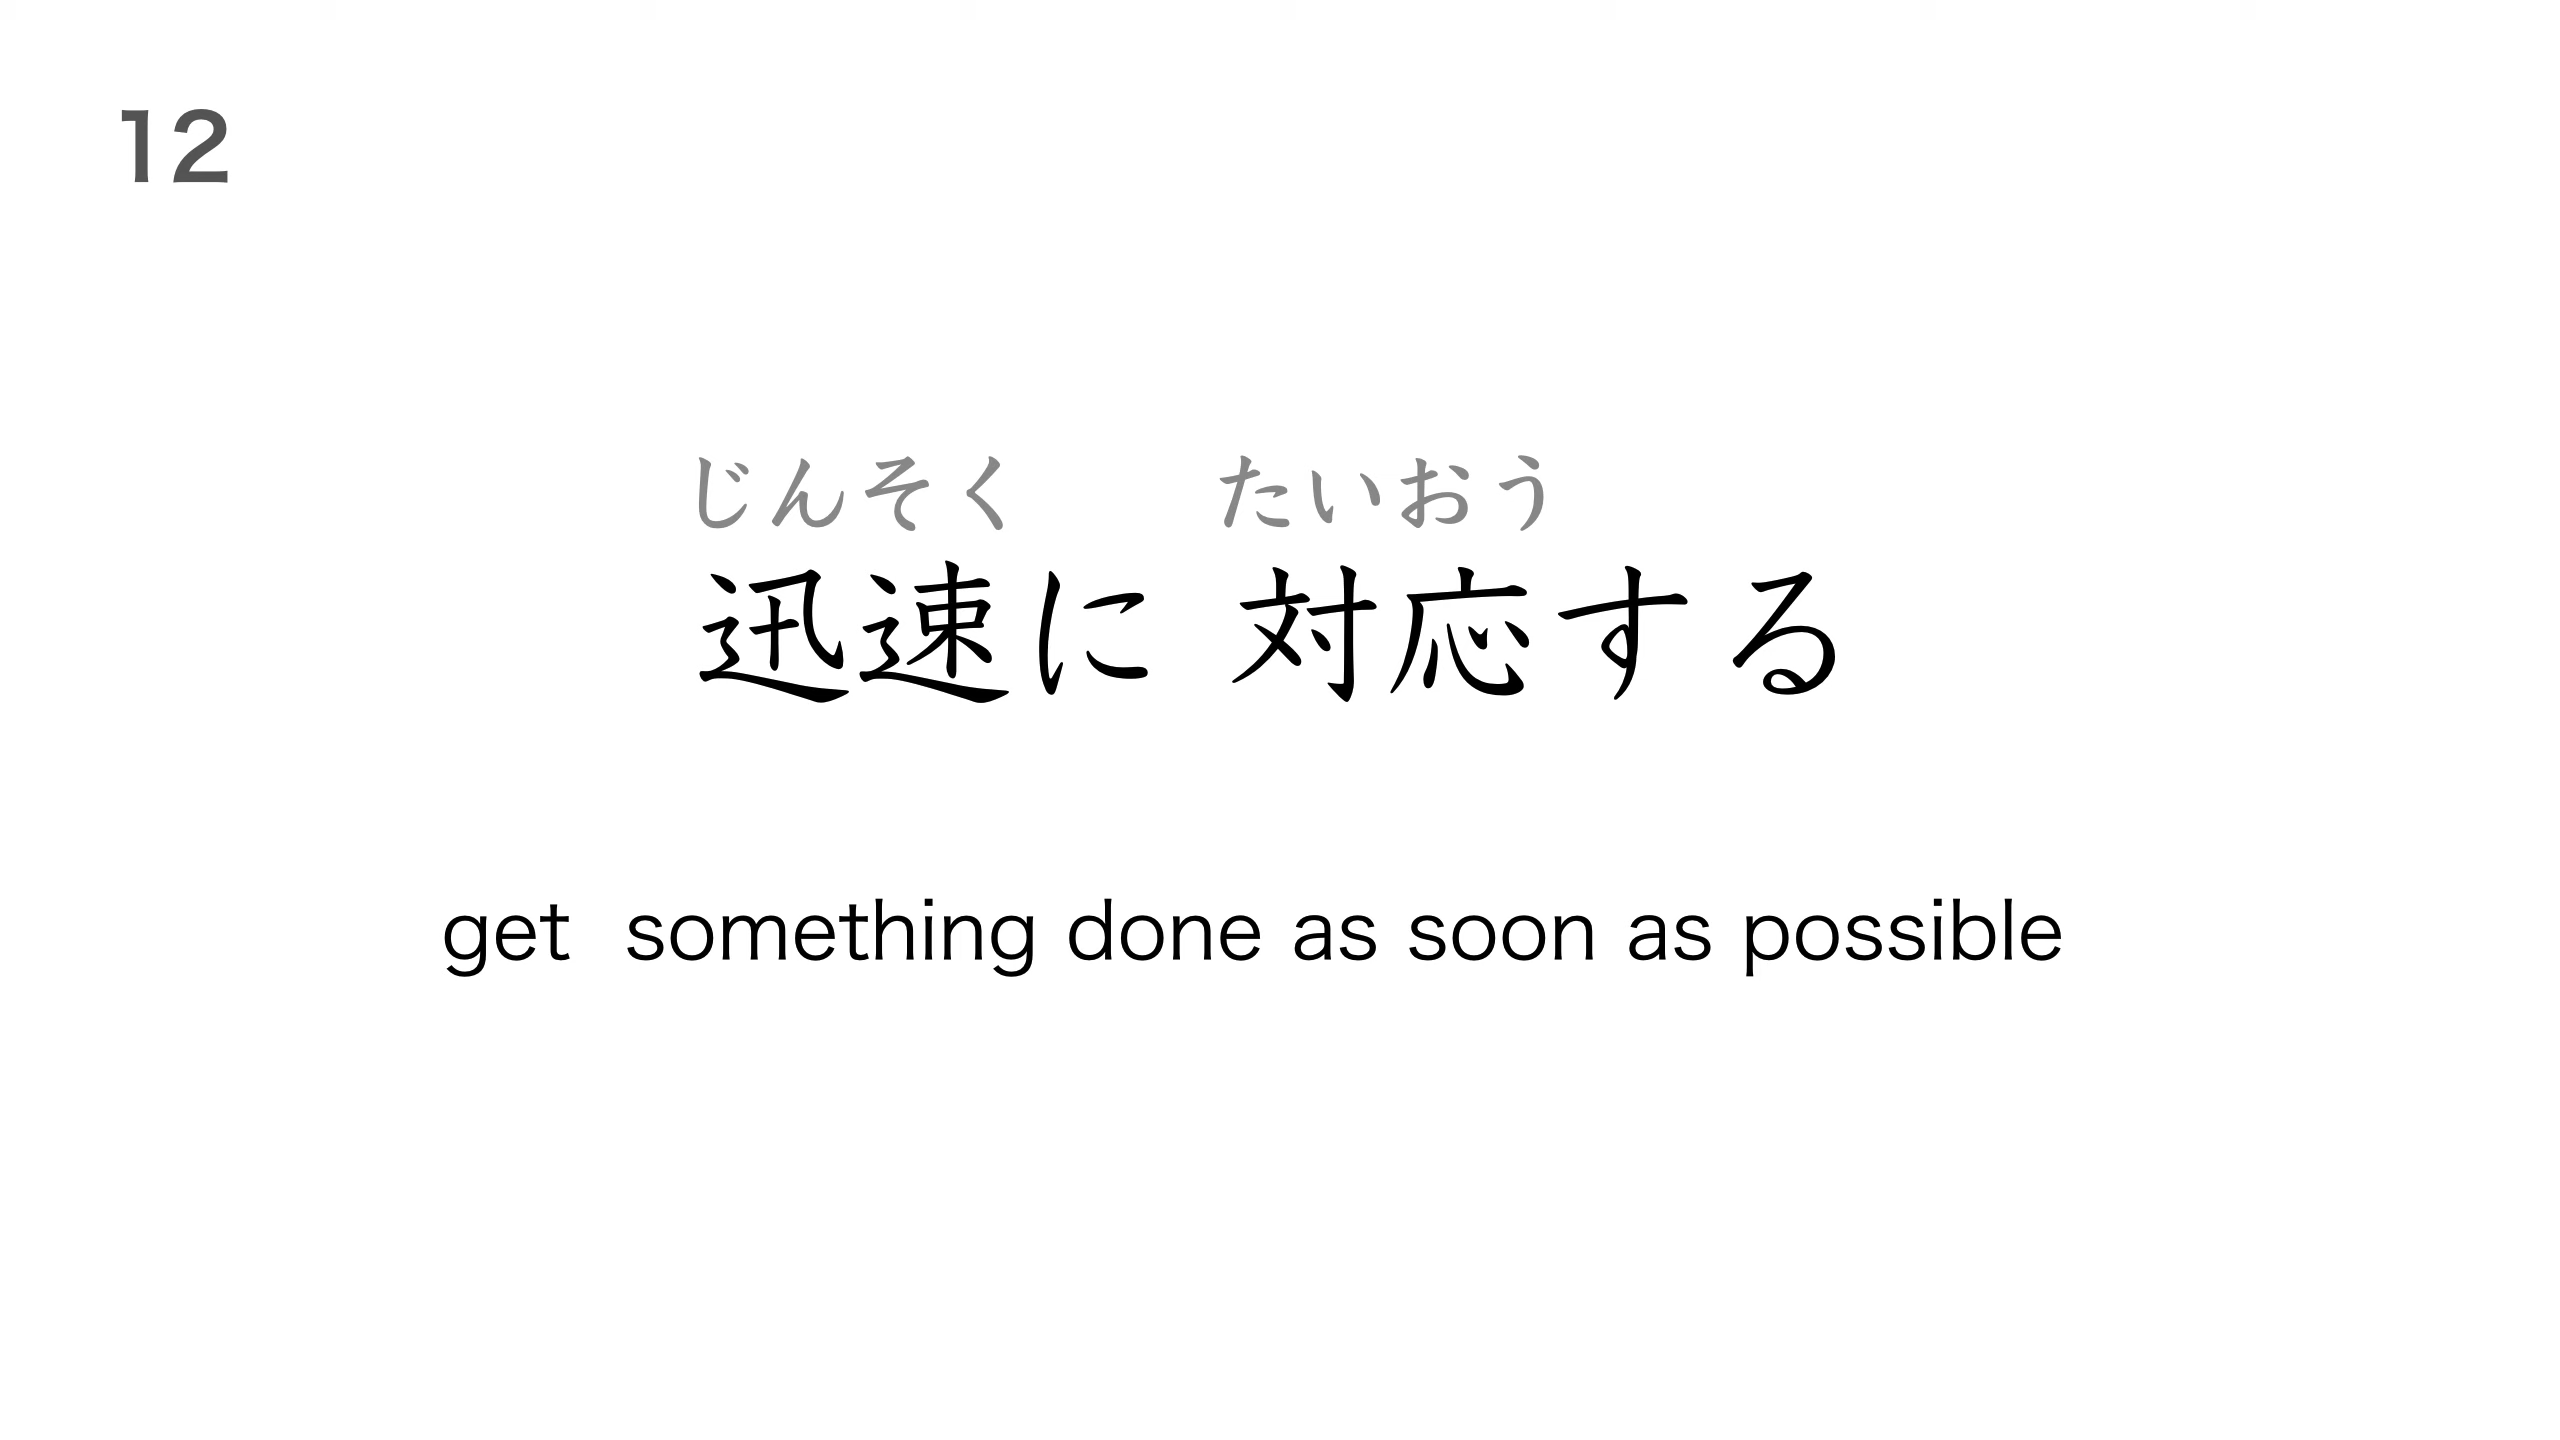 12
じんそく たいおう
迅速に 対応する
get something done as soon as possible